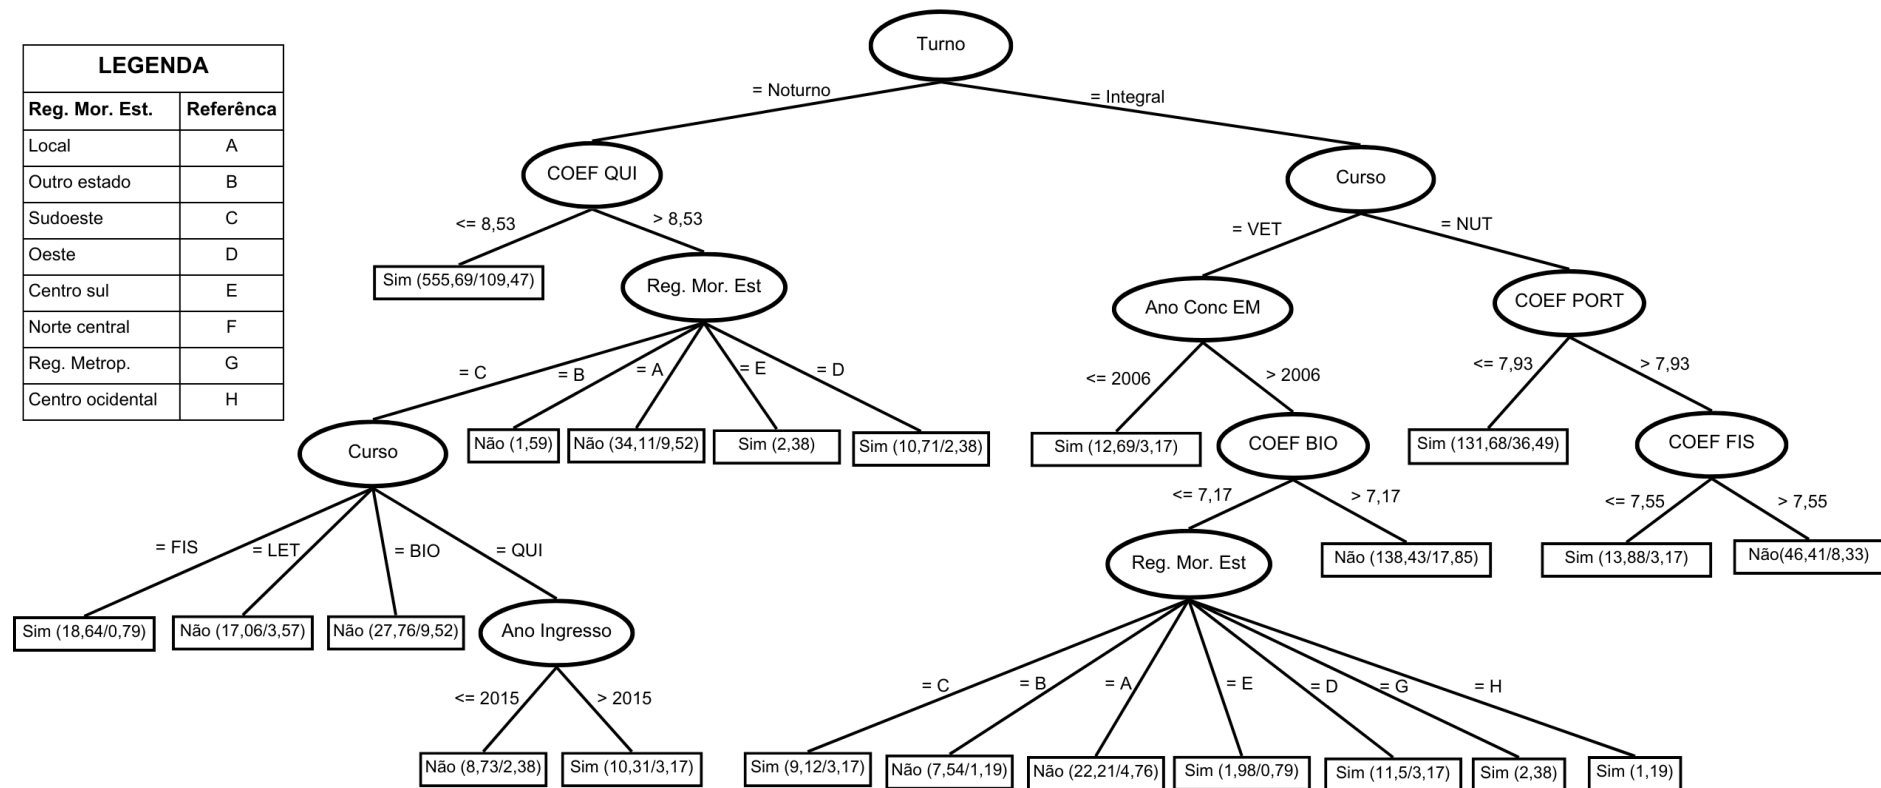 LEGENDA
Reg. Mor. Est. Referênca
Local A
Outro estado B
Sudoeste C
Oeste D
Centro sul E
Norte central F
Reg. Metrop. G
Centro ocidental H
Turno
= Noturno = Integral
COEF QUI Curso
<= 8,53 > 8,53 = VET = NUT
Sim (555,69/109,47) Reg. Mor. Est Ano Conc EM COEF PORT
= C = B = A = E = D <= 2006 > 2006 <= 7,93 > 7,93
Curso Não (1,59) Não (34,11/9,52) Sim (2,38) Sim (10,71/2,38) Sim (12,69/3,17) COEF BIO Sim (131,68/36,49) COEF FIS
<= 7,17 > 7,17 <= 7,55 > 7,55
= FIS = LET = BIO = QUI Reg. Mor. Est Não (138,43/17,85) Sim (13,88/3,17) Não(46,41/8,33)
Sim (18,64/0,79) Não (17,06/3,57) Não (27,76/9,52) Ano Ingresso
<= 2015 > 2015 = C = B = A = E = D = G = H
Não (8,73/2,38) Sim (10,31/3,17) Sim (9,12/3,17) Não (7,54/1,19) Não (22,21/4,76) Sim (1,98/0,79) Sim (11,5/3,17) Sim (2,38) Sim (1,19)